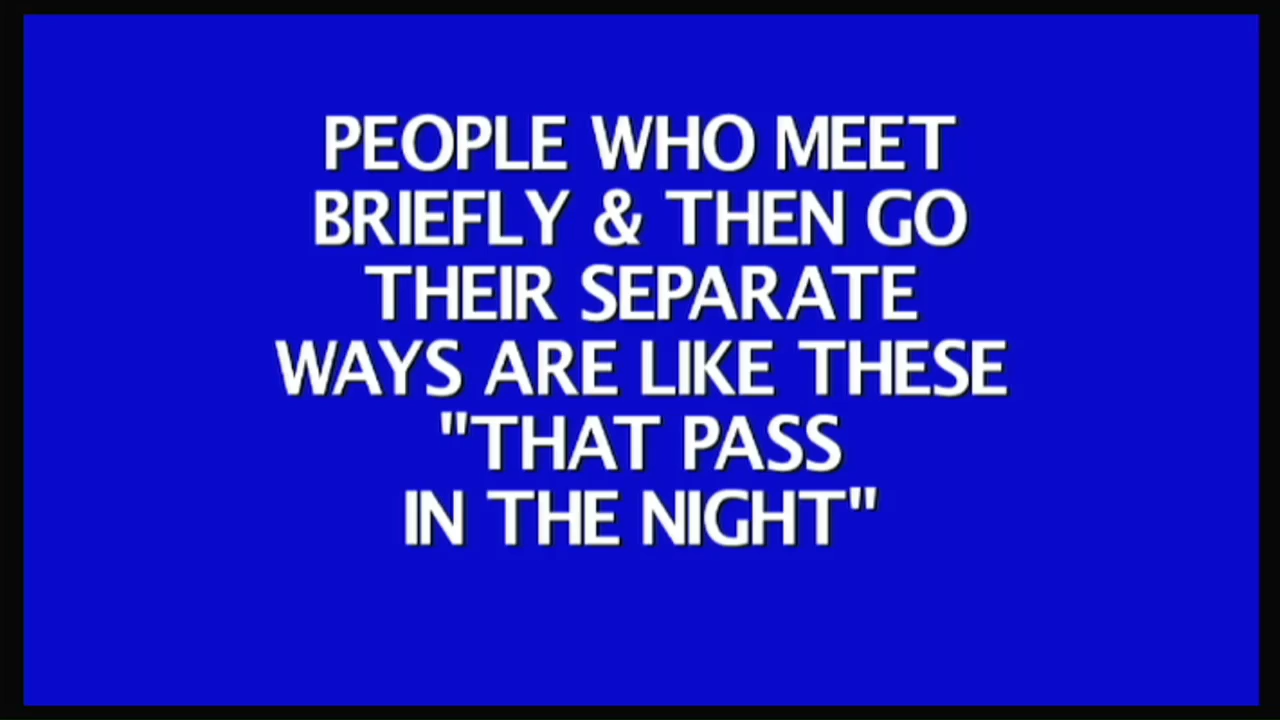 PEOPLE WHO MEET
BRIEFLY & THEN GO
THEIR SEPARATE
WAYS ARE LIKE THESE
"THAT PASS
IN THE NIGHT"